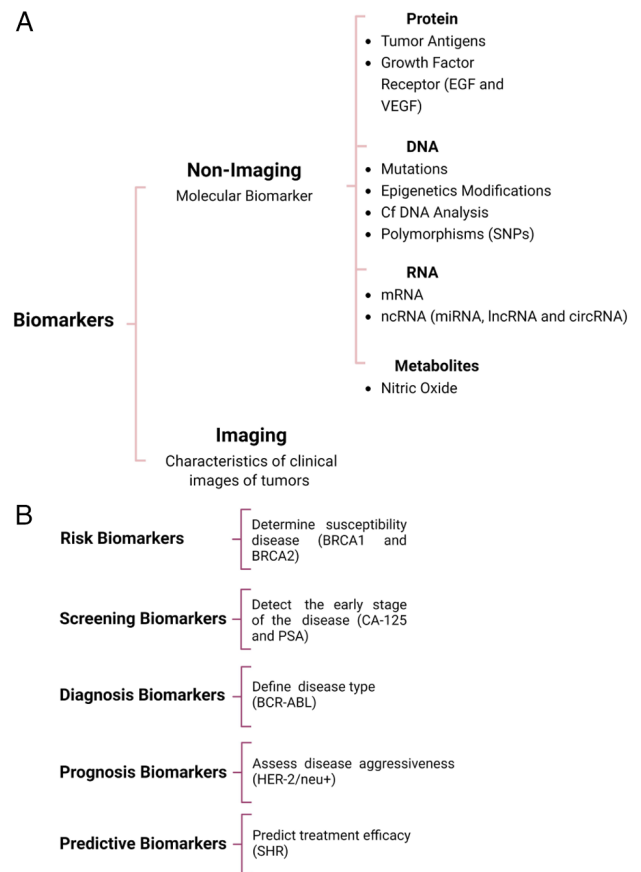 A
Protein
• Tumor Antigens
• Growth Factor
Receptor (EGF and
VEGF)
DNA
• Mutations
• Epigenetics Modifications
• Cf DNA Analysis
• Polymorphisms (SNPs)
Non-Imaging
Molecular Biomarker
RNA
• mRNA
• ncRNA (miRNA, lncRNA and circRNA)
Biomarkers
Metabolites
• Nitric Oxide
Imaging
Characteristics of clinical
images of tumors
B
Risk Biomarkers
Determine susceptibility
disease (BRCA1 and
BRCA2)
Screening Biomarkers
Detect the early stage
of the disease (CA-125
and PSA)
Diagnosis Biomarkers
Define disease type
(BCR-ABL)
Prognosis Biomarkers
Assess disease aggressiveness
(HER-2/neu+)
Predictive Biomarkers
Predict treatment efficacy
(SHR)